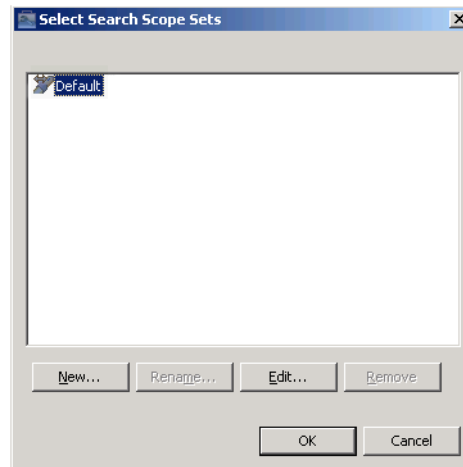 Select Search Scope Sets
Default
New...
Rename...
Edit...
Remove
OK
Cancel